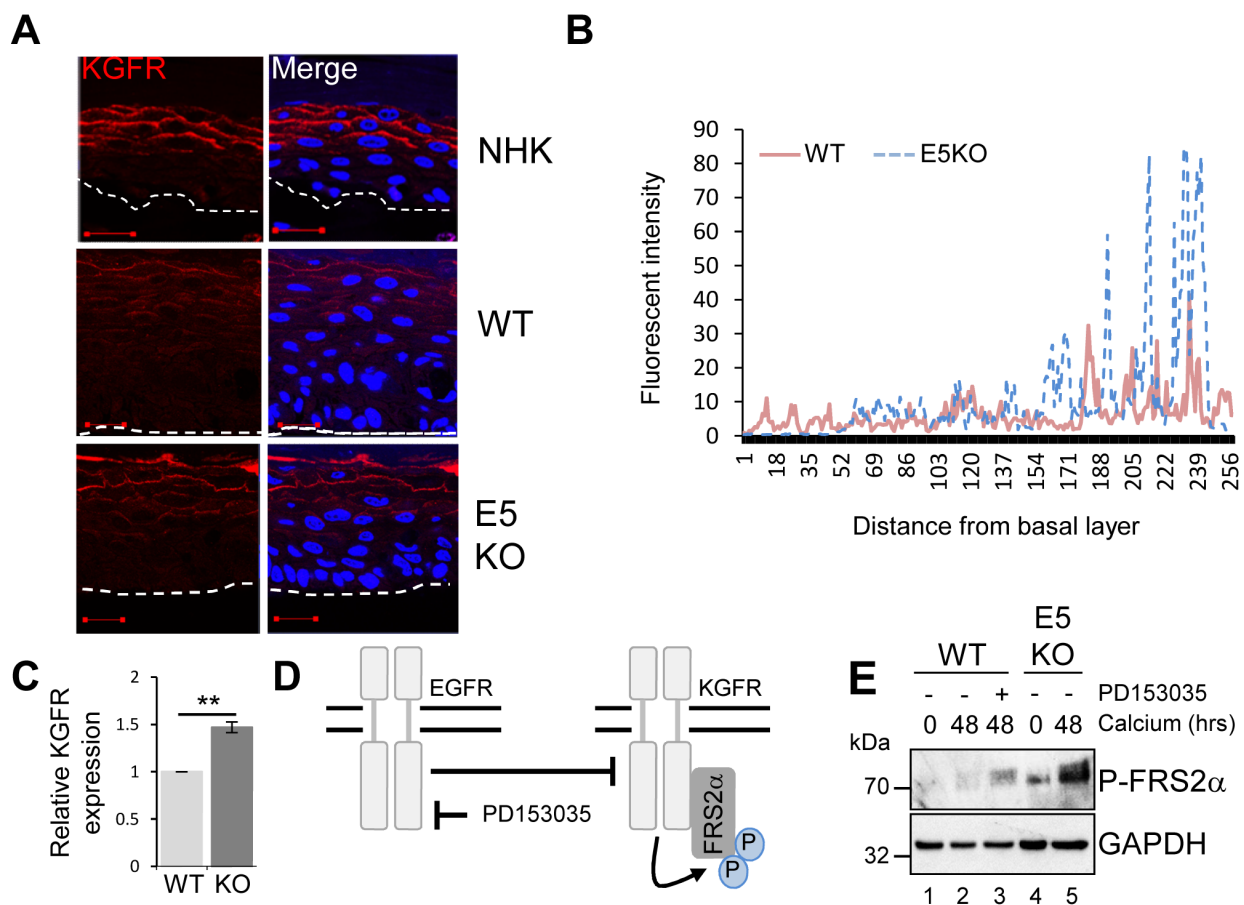 A
KGFR
Merge
NHK
WT
E5
KO
B
90
80
70
60
50
40
30
20
10
0
WT
E5KO
Fluorescent intensity
1
18
35
52
69
86
103
120
137
154
171
188
205
222
239
256
Distance from basal layer
C
2
1.5
1
0.5
0
Relative KGFR
expression
**
WT KO
D
EGFR
KGFR
PD153035
FRS2α
P
P
E
WT
E5
KO
- - + - - PD153035
0 48 48 0 48 Calcium (hrs)
kDa
70
P-FRS2α
32
GAPDH
1 2 3 4 5